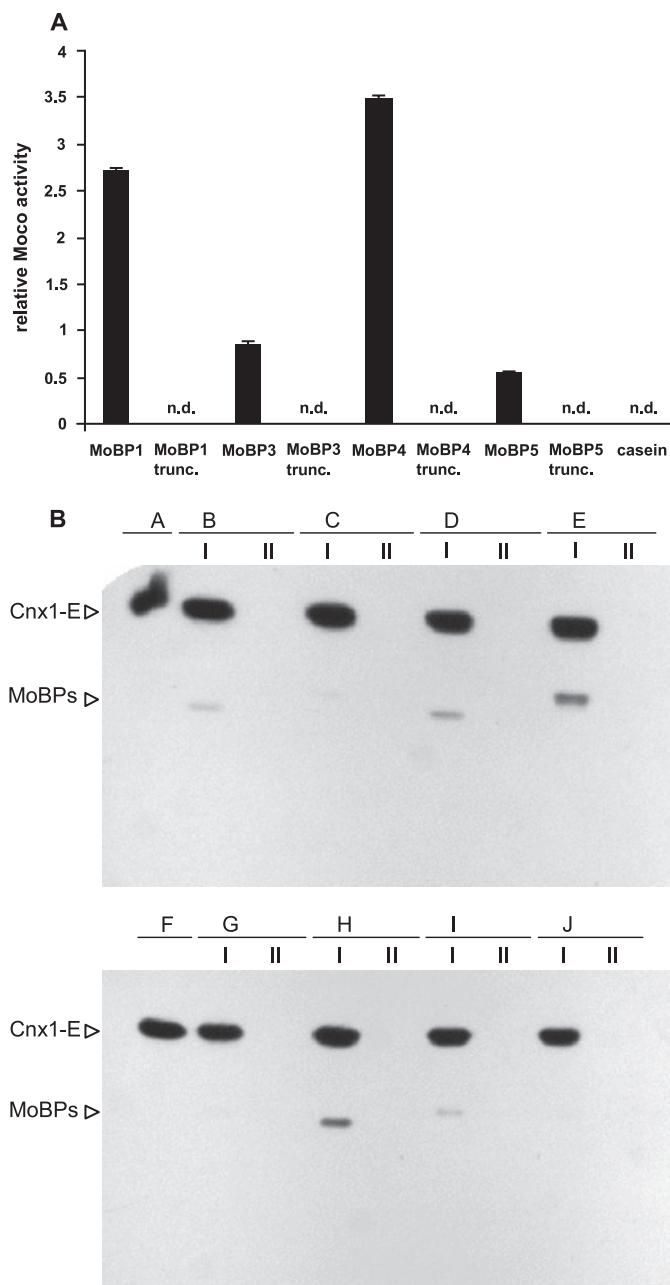 A
relative Moco activity
4
3.5
3
2.5
2
1.5
1
0.5
0
n.d. n.d. n.d. n.d. n.d.
MoBP1 MoBP1 trunc. MoBP3 MoBP3 trunc. MoBP4 MoBP4 trunc. MoBP5 MoBP5 trunc. casein
B
A B C D E
I II I II I II I II
Cnx1-E
MoBPs
F G H I J
I II I II I II I II
Cnx1-E
MoBPs